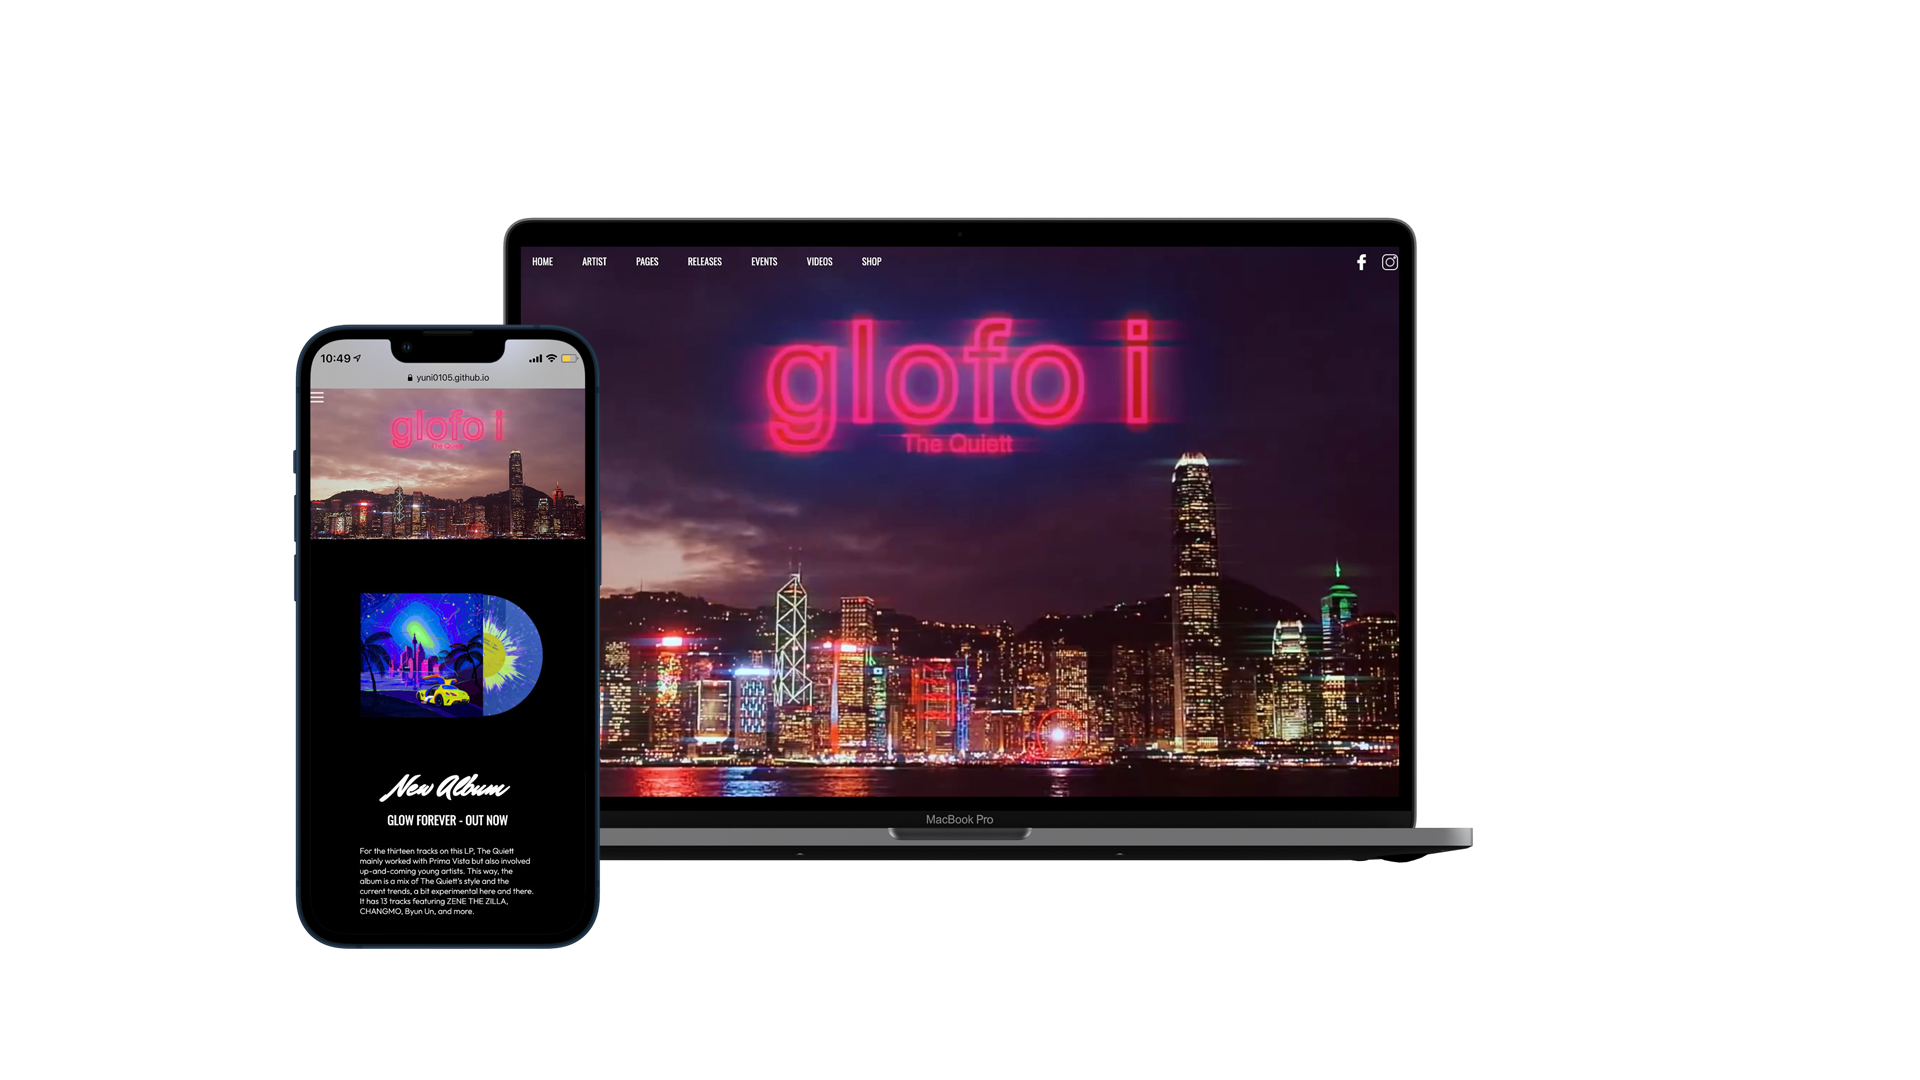 HOME ARTIST PAGES RELEASES EVENTS VIDEOS SHOP
glofo i
The Quiett
MacBook Pro
10:49
yuni0105.github.io
glofo i
The Quiett
New Album
GLOW FOREVER - OUT NOW
For the thirteen tracks on this LP, The Quiett
mainly worked with Prima Vista but also involved
up-and-coming young artists. This way, the
album is a mix of The Quiett's style and the
current trends, a bit experimental here and there.
It has 13 tracks featuring ZENE THE ZILLA,
CHANGMO, Byun Un, and more.